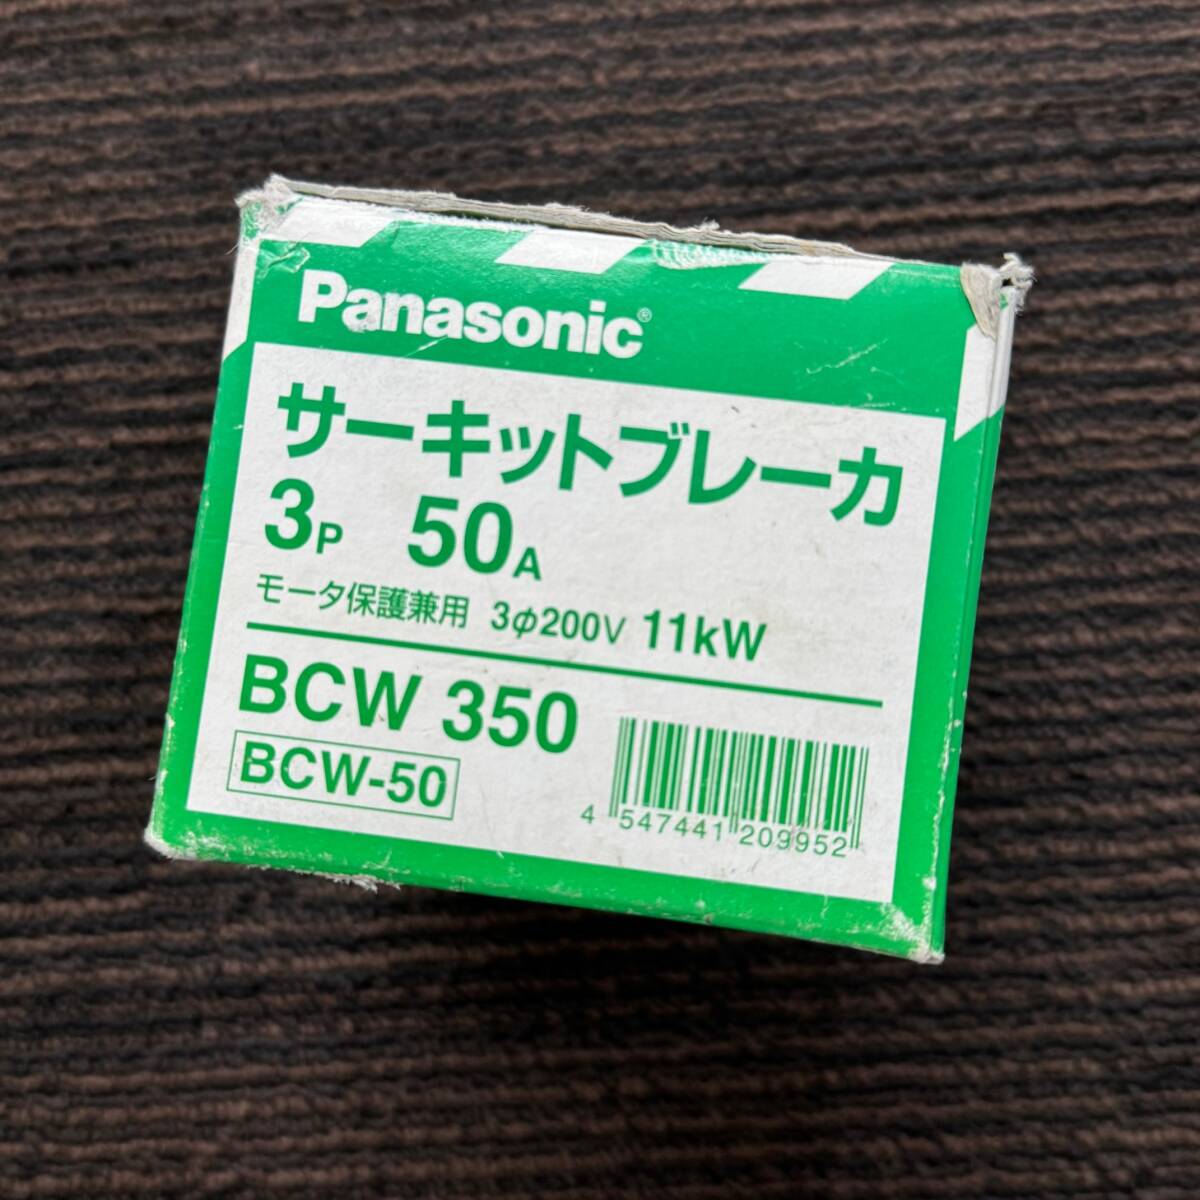 Panasonic®
サーキットブレーカ
3P 50A
モータ保護兼用 3φ200V 11kW
BCW 350
BCW-50
4 547441 209952